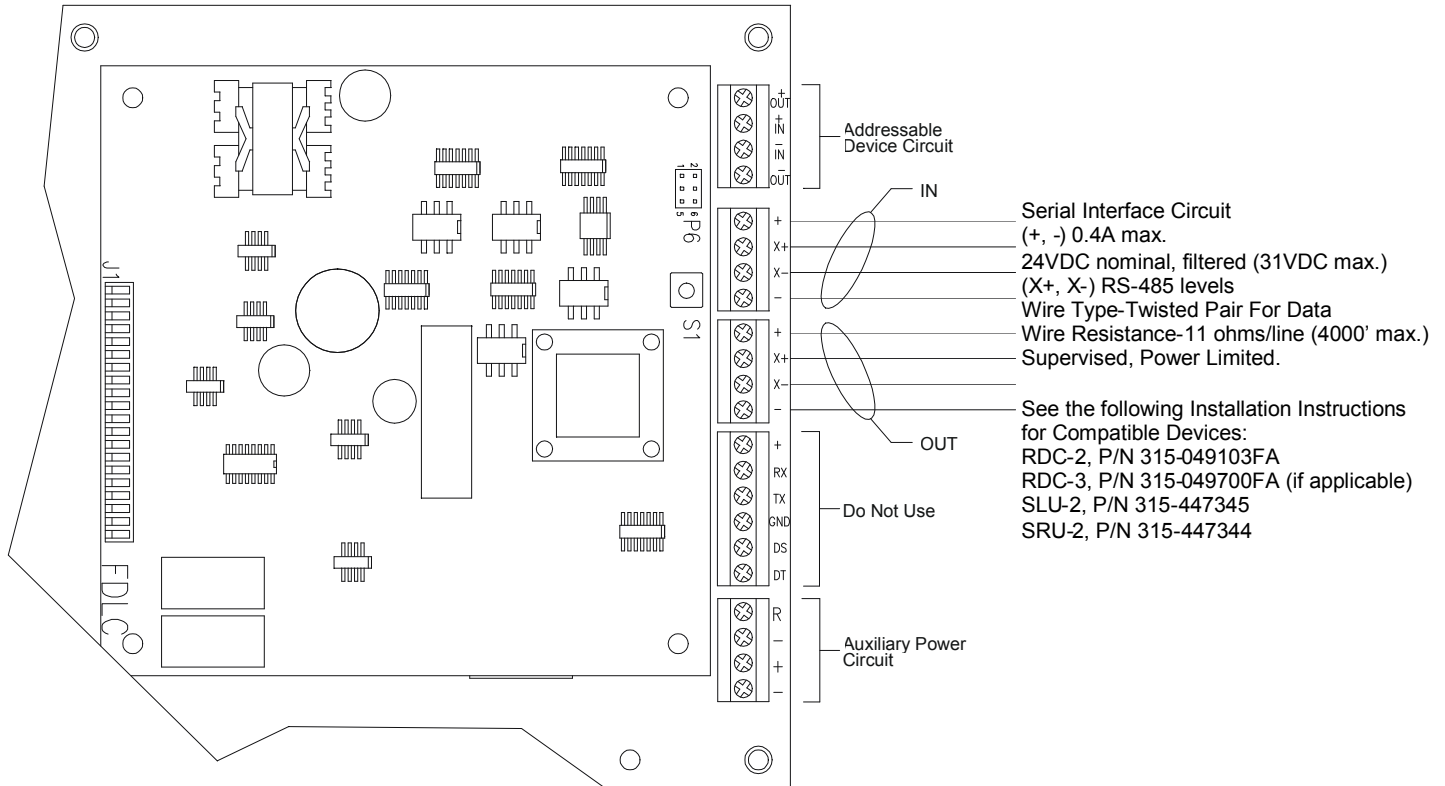 +
OUT
+
IN
–
IN
–
OUT
Addressable
Device Circuit
IN
+
X+
X–
–
Serial Interface Circuit
(+, -) 0.4A max.
24VDC nominal, filtered (31VDC max.)
(X+, X-) RS-485 levels
Wire Type-Twisted Pair For Data
Wire Resistance-11 ohms/line (4000’ max.)
Supervised, Power Limited.
+
X+
X–
–
OUT
See the following Installation Instructions
for Compatible Devices:
RDC-2, P/N 315-049103FA
RDC-3, P/N 315-049700FA (if applicable)
SLU-2, P/N 315-447345
SRU-2, P/N 315-447344
+
RX
TX
GND
DS
DT
Do Not Use
R
–
+
–
Auxiliary Power
Circuit
1 2
5 6
P6
S1
J1
FDLC